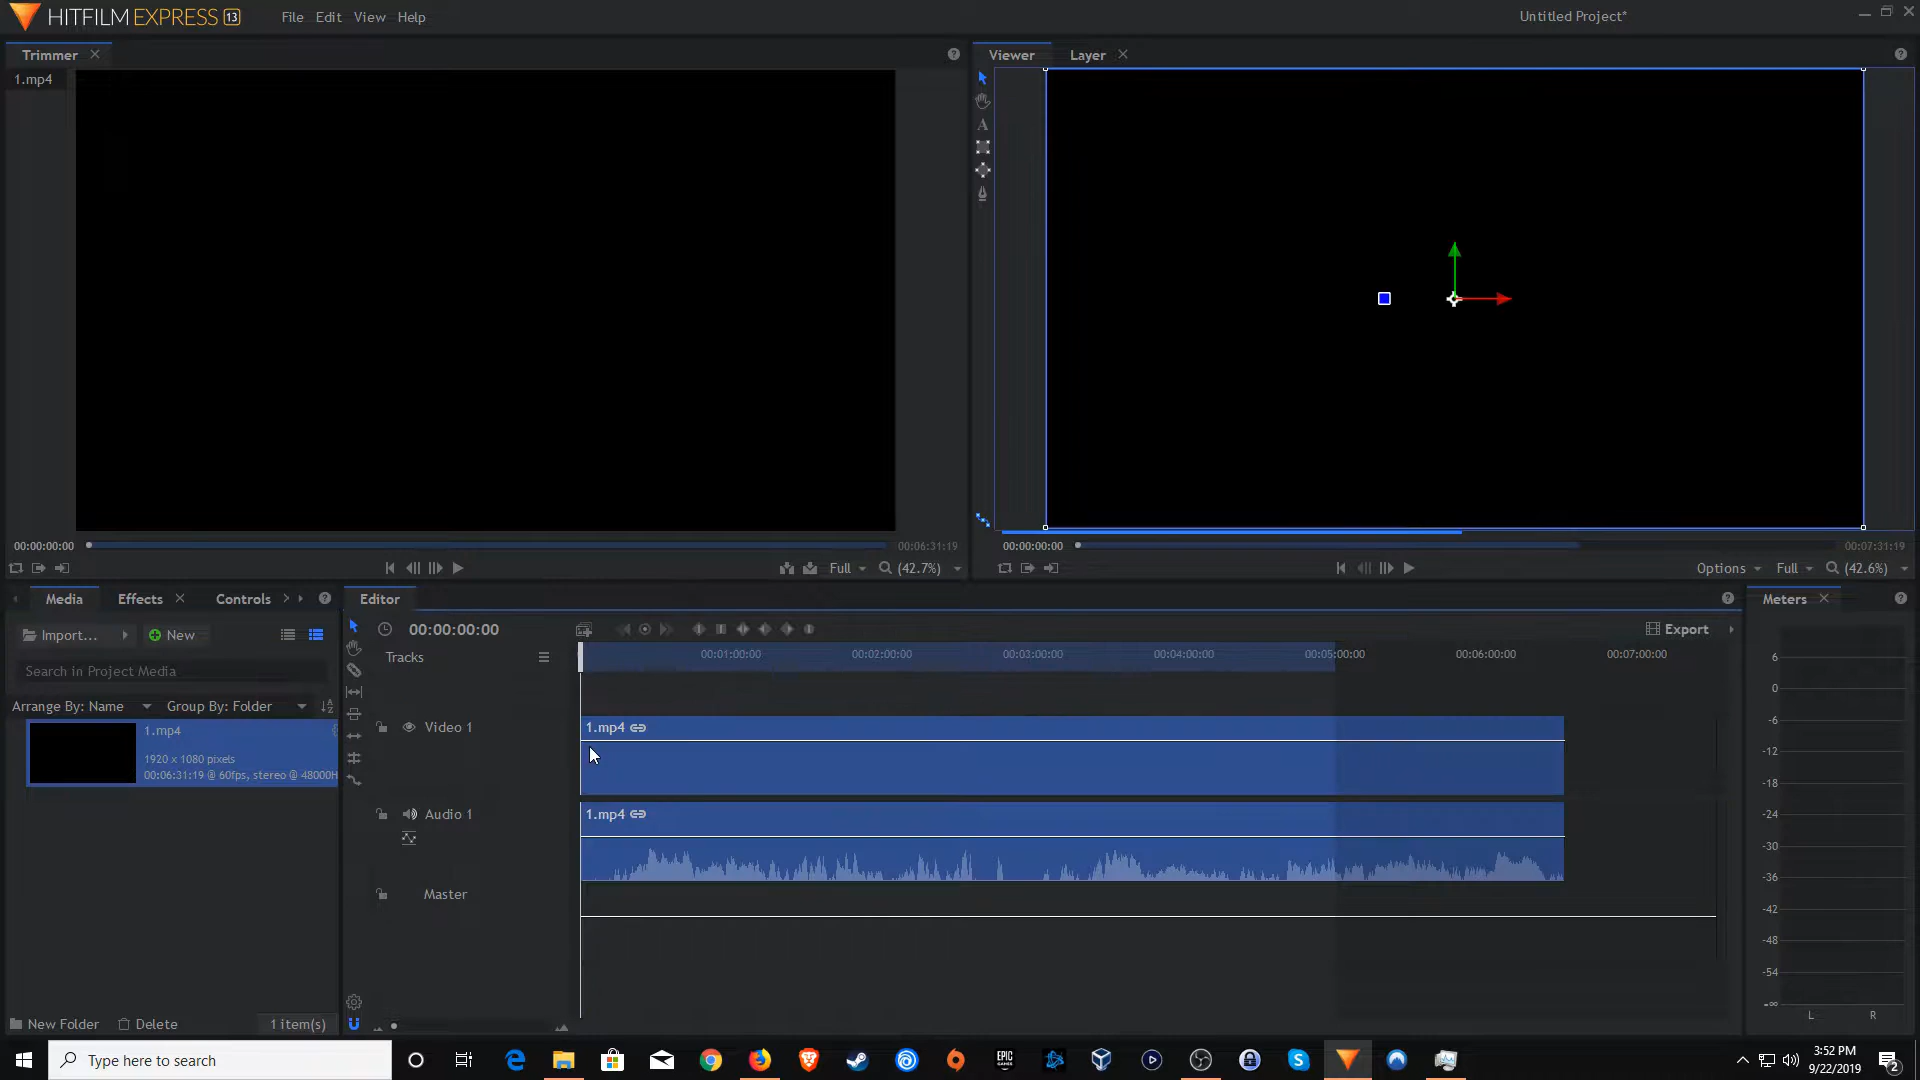 HITFILM EXPRESS 13
File Edit View Help
Untitled Project*
Trimmer
1.mp4
Viewer
Layer
A
00:00:00:00
00:06:31:19
Full
(42.7%)
00:00:00:00
00:07:31:19
Options
Full
(42.6%)
Media
Effects
Controls
Import...
New
Search in Project Media
Arrange By: Name
Group By: Folder
1.mp4
1920 x 1080 pixels
00:06:31:19 @ 60fps, stereo @ 48000H
New Folder
Delete
1 item(s)
Editor
00:00:00:00
Export
Tracks
00:01:00:00
00:02:00:00
00:03:00:00
00:04:00:00
00:05:00:00
00:06:00:00
00:07:00:00
Video 1
1.mp4
Audio 1
1.mp4
Master
Meters
6
0
-6
-12
-18
-24
-30
-36
-42
-48
-54
-∞
L
R
Type here to search
EPIC
GAMES
3:52 PM
9/22/2019
2